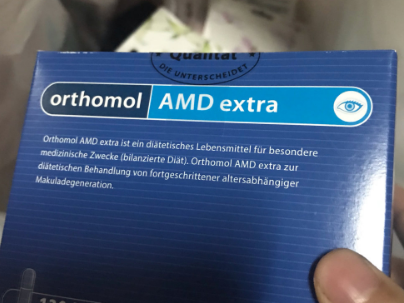 Qualität
DIE UNTERSCHEIDET
orthomol AMD extra
Orthomol AMD extra ist ein diätetisches Lebensmittel für besondere
medizinische Zwecke (bilanzierte Diät). Orthomol AMD extra zur
diätetischen Behandlung von fortgeschrittener altersabhängiger
Makuladegeneration.